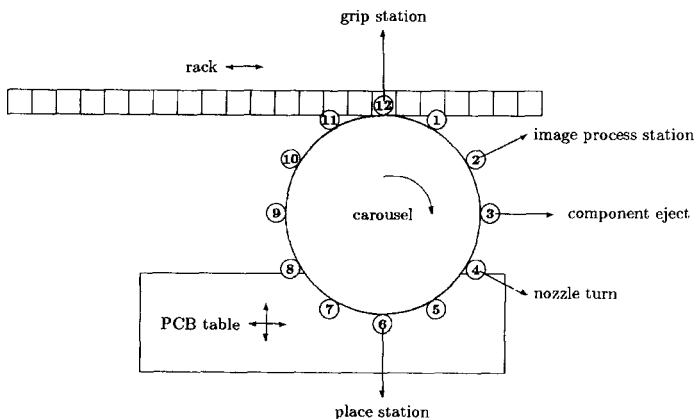 grip station
rack
12
11
1
10
2
image process station
9
carousel
3
component eject
8
4
nozzle turn
7
5
PCB table
6
place station